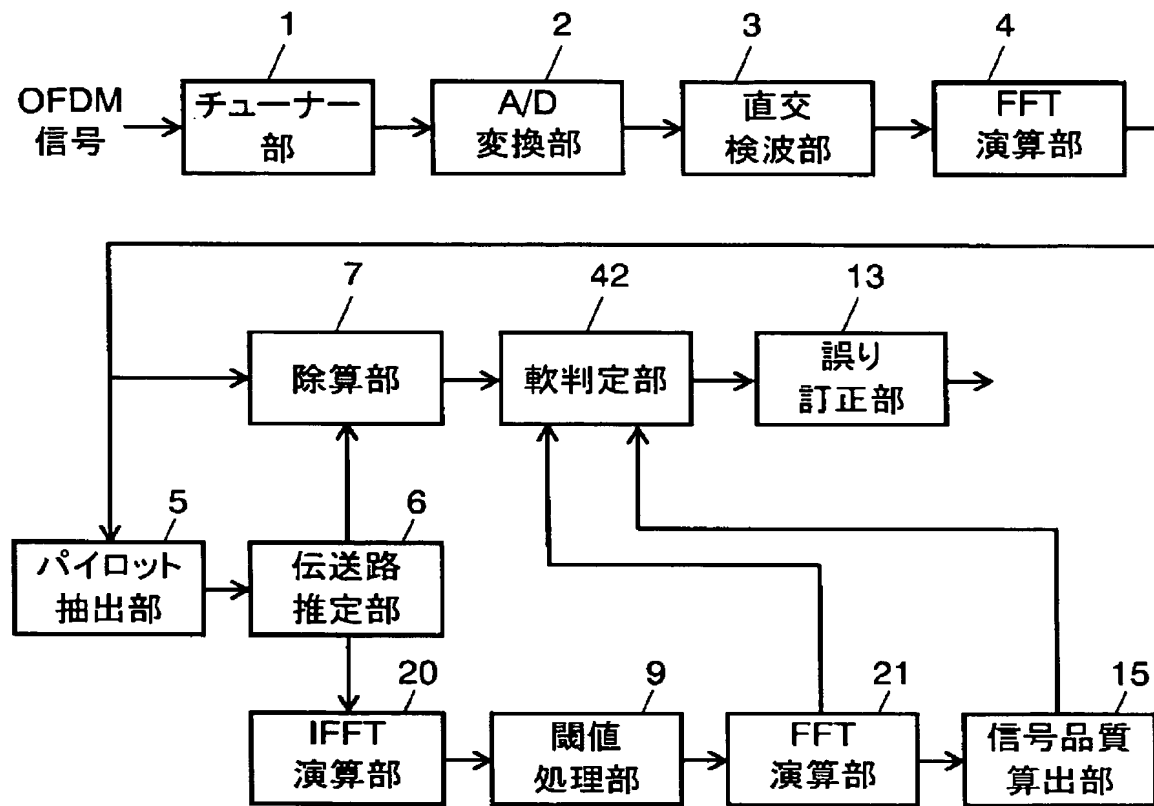 1
2
3
4
OFDM
信号
チューナー
部
A/D
変換部
直交
検波部
FFT
演算部
7
42
13
除算部
軟判定部
誤り
訂正部
5
6
パイロット
抽出部
伝送路
推定部
20
9
21
15
IFFT
演算部
閾値
処理部
FFT
演算部
信号品質
算出部